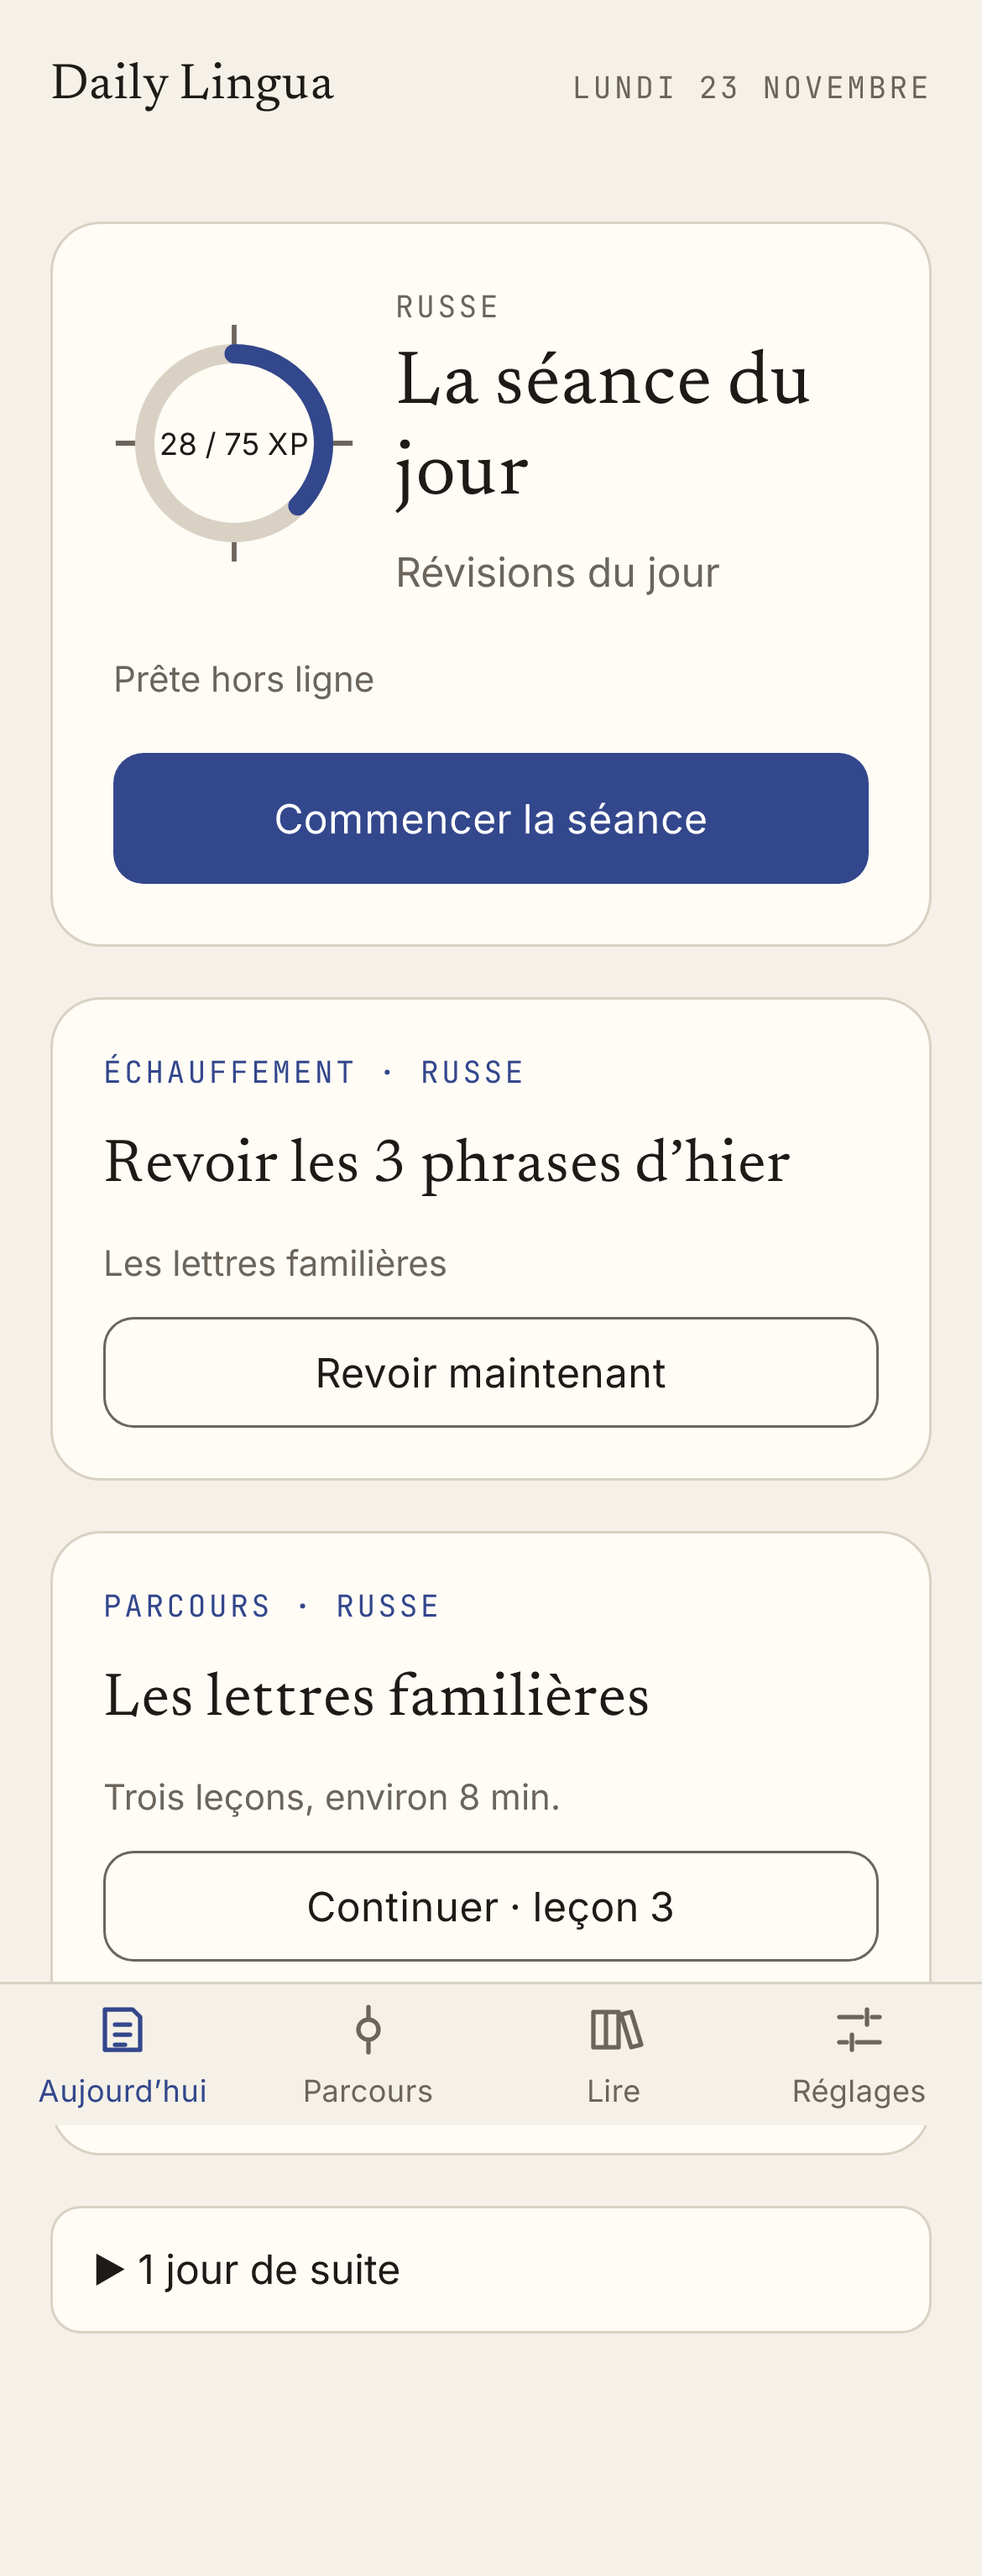 Daily Lingua
LUNDI 23 NOVEMBRE
RUSSE
La séance du
jour
28 / 75 XP
Révisions du jour
Prête hors ligne
Commencer la séance
ÉCHAUFFEMENT · RUSSE
Revoir les 3 phrases d’hier
Les lettres familières
Revoir maintenant
PARCOURS · RUSSE
Les lettres familières
Trois leçons, environ 8 min.
Continuer · leçon 3
Aujourd’hui
Parcours
Lire
Réglages
1 jour de suite